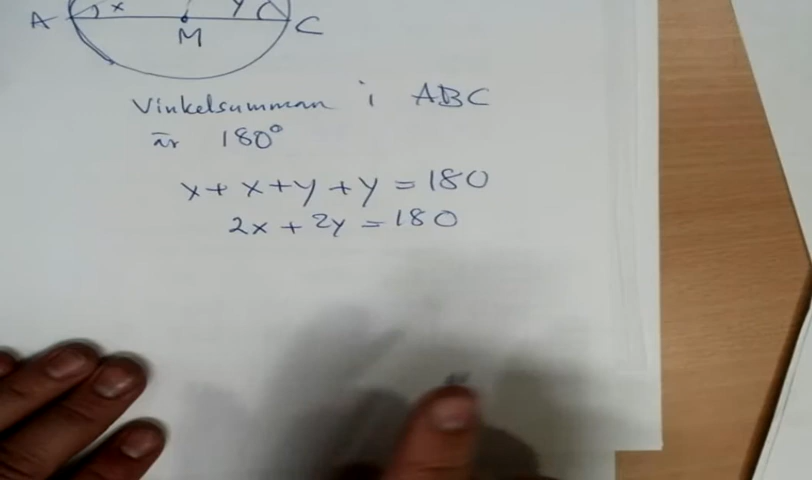 A x y C
M
Vinkelsumman i ABC
är 180°
x + x + y + y = 180
2x + 2y = 180